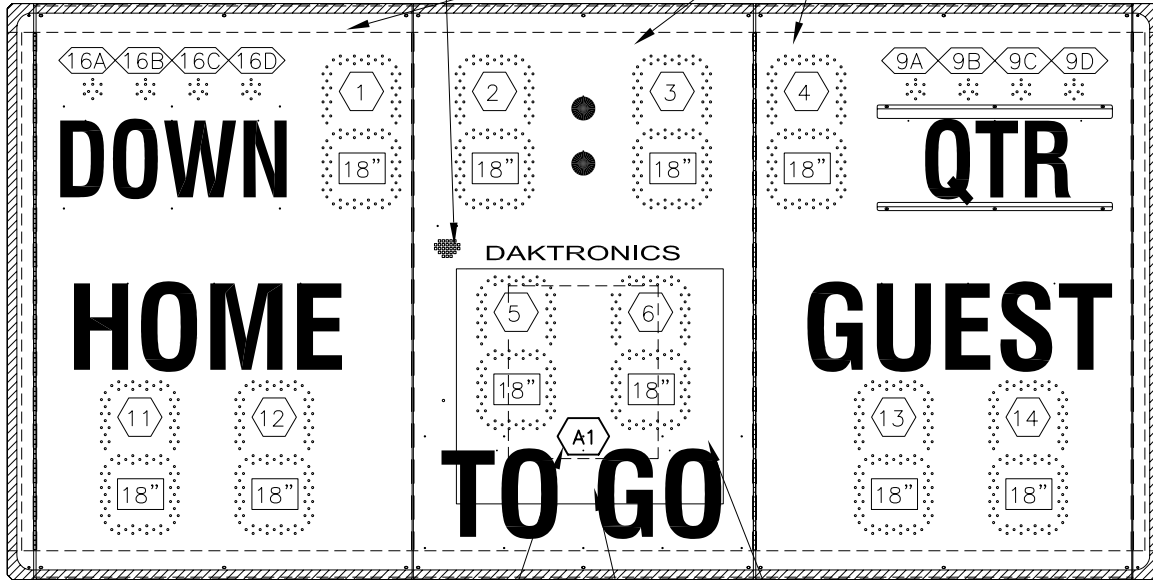 16A 16B 16C 16D 1 2 3 4 9A 9B 9C 9D
DOWN 18” 18” 18” 18” QTR
DAKTRONICS
HOME 5 6 GUEST
18” 18”
11 12 13 14
A1
TO GO
18” 18” 18” 18”